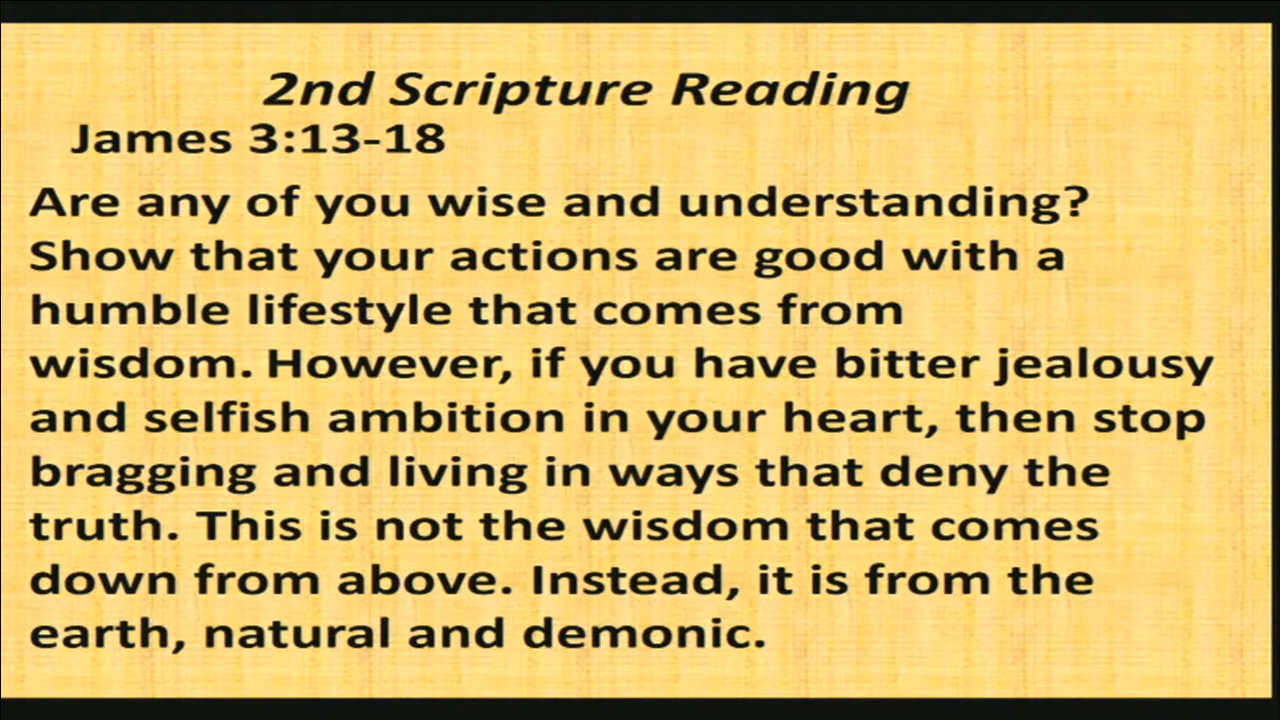 2nd Scripture Reading
James 3:13-18
Are any of you wise and understanding?
Show that your actions are good with a
humble lifestyle that comes from
wisdom. However, if you have bitter jealousy
and selfish ambition in your heart, then stop
bragging and living in ways that deny the
truth. This is not the wisdom that comes
down from above. Instead, it is from the
earth, natural and demonic.